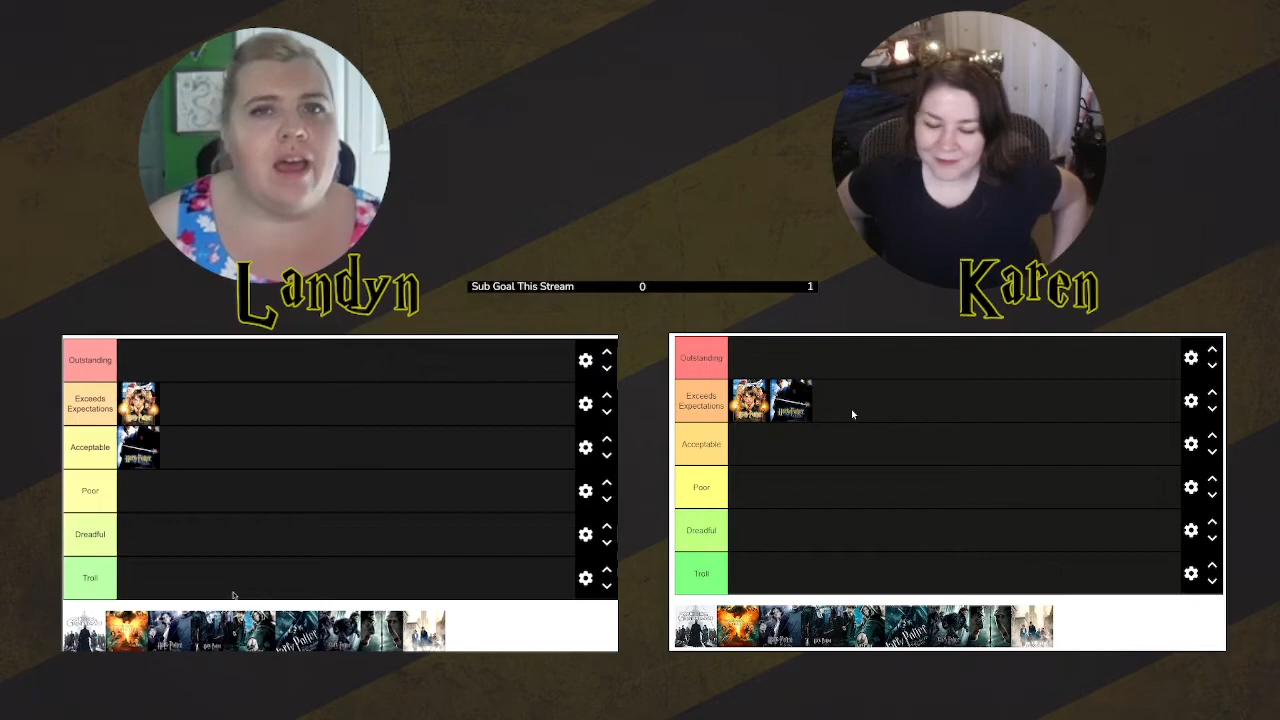 Landyn
Karen
Sub Goal This Stream 0 1
Outstanding
Exceeds
Expectations
Acceptable
Poor
Dreadful
Troll
Outstanding
Exceeds
Expectations
Acceptable
Poor
Dreadful
Troll